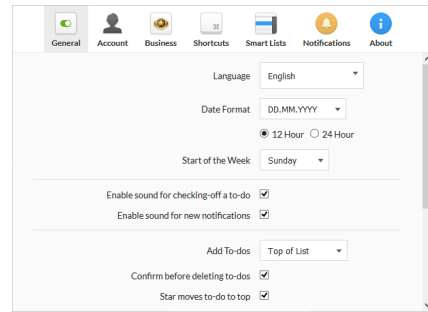 General Account Business Shortcuts Smart Lists Notifications About
Language English
Date Format DD.MM.YYYY
12 Hour 24 Hour
Start of the Week Sunday
Enable sound for checking-off a to-do
Enable sound for new notifications
Add To-dos Top of List
Confirm before deleting to-dos
Star moves to-do to top